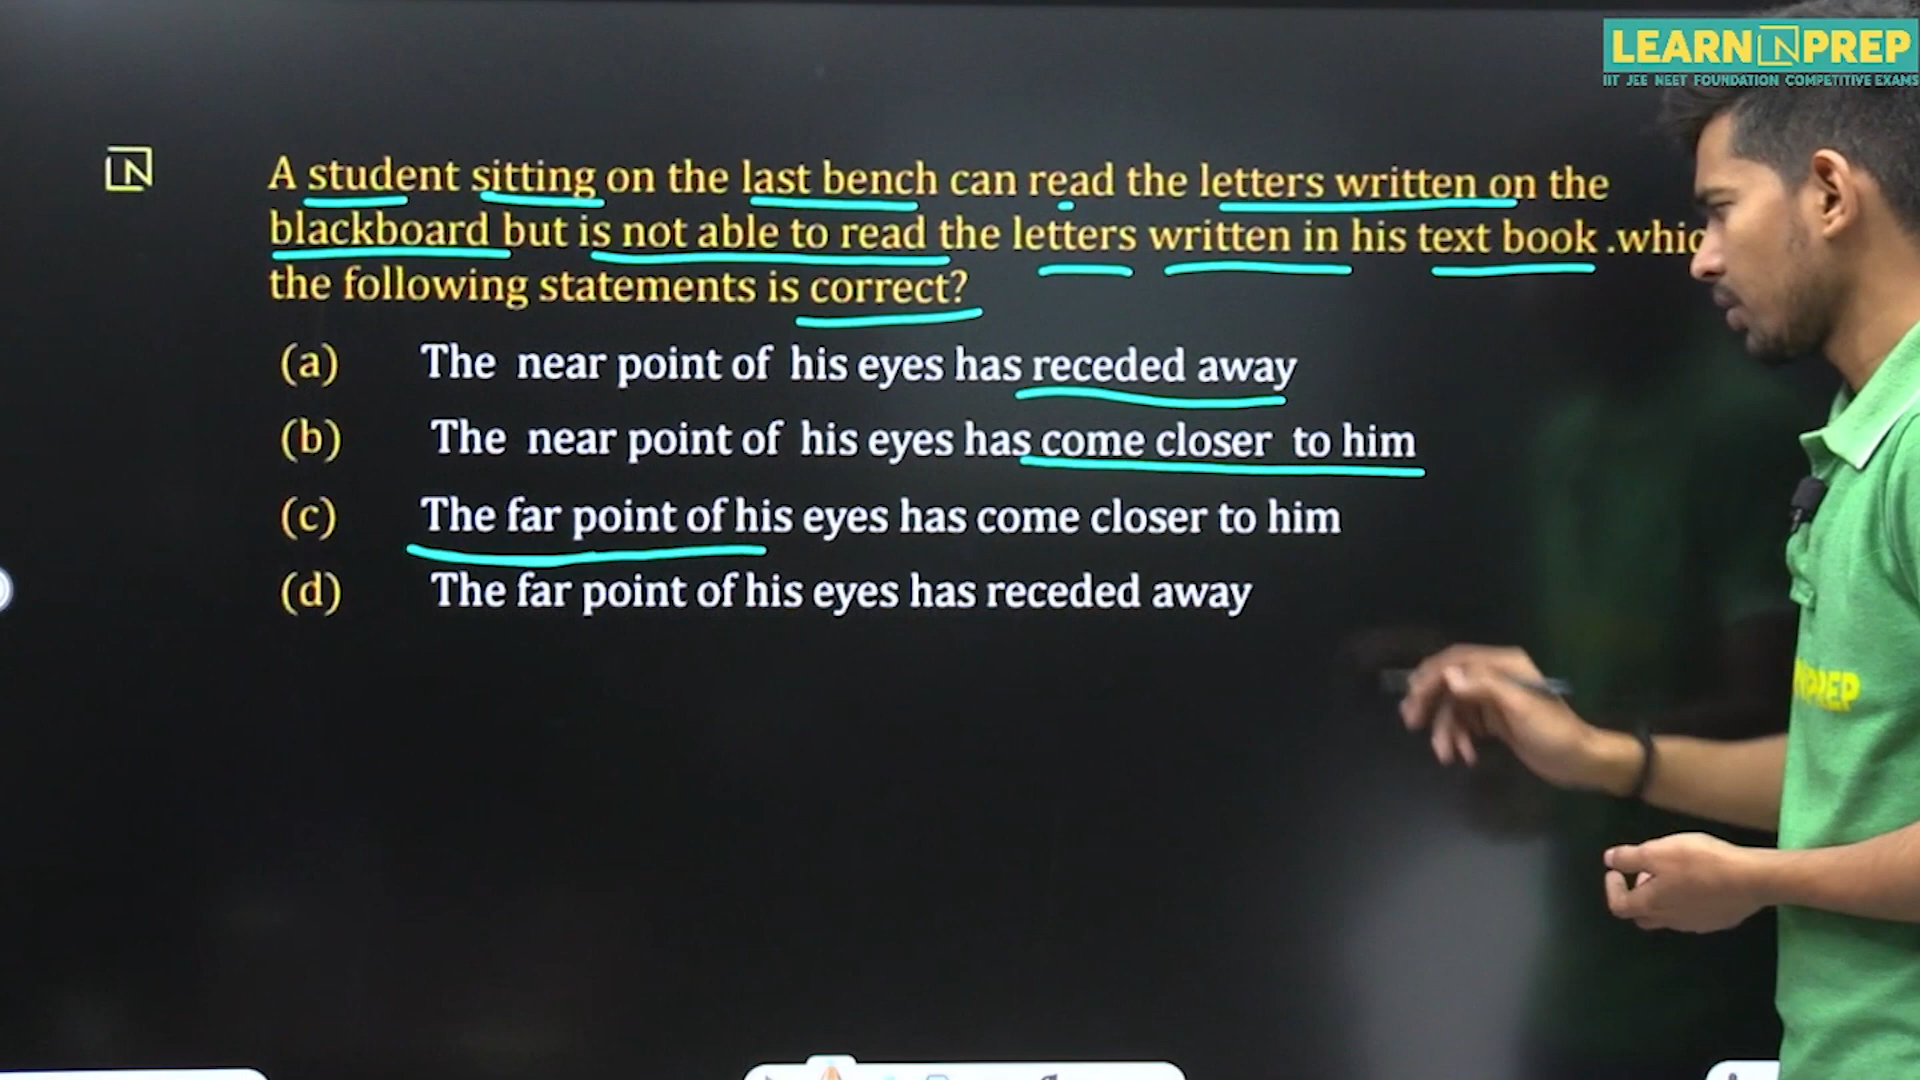 LEARN N PREP
IIT JEE NEET FOUNDATION COMPETITIVE EXAMS
LN
A student sitting on the last bench can read the letters written on the
blackboard but is not able to read the letters written in his text book .whic
the following statements is correct?
(a) The near point of his eyes has receded away
(b) The near point of his eyes has come closer to him
(c) The far point of his eyes has come closer to him
(d) The far point of his eyes has receded away
NPREP